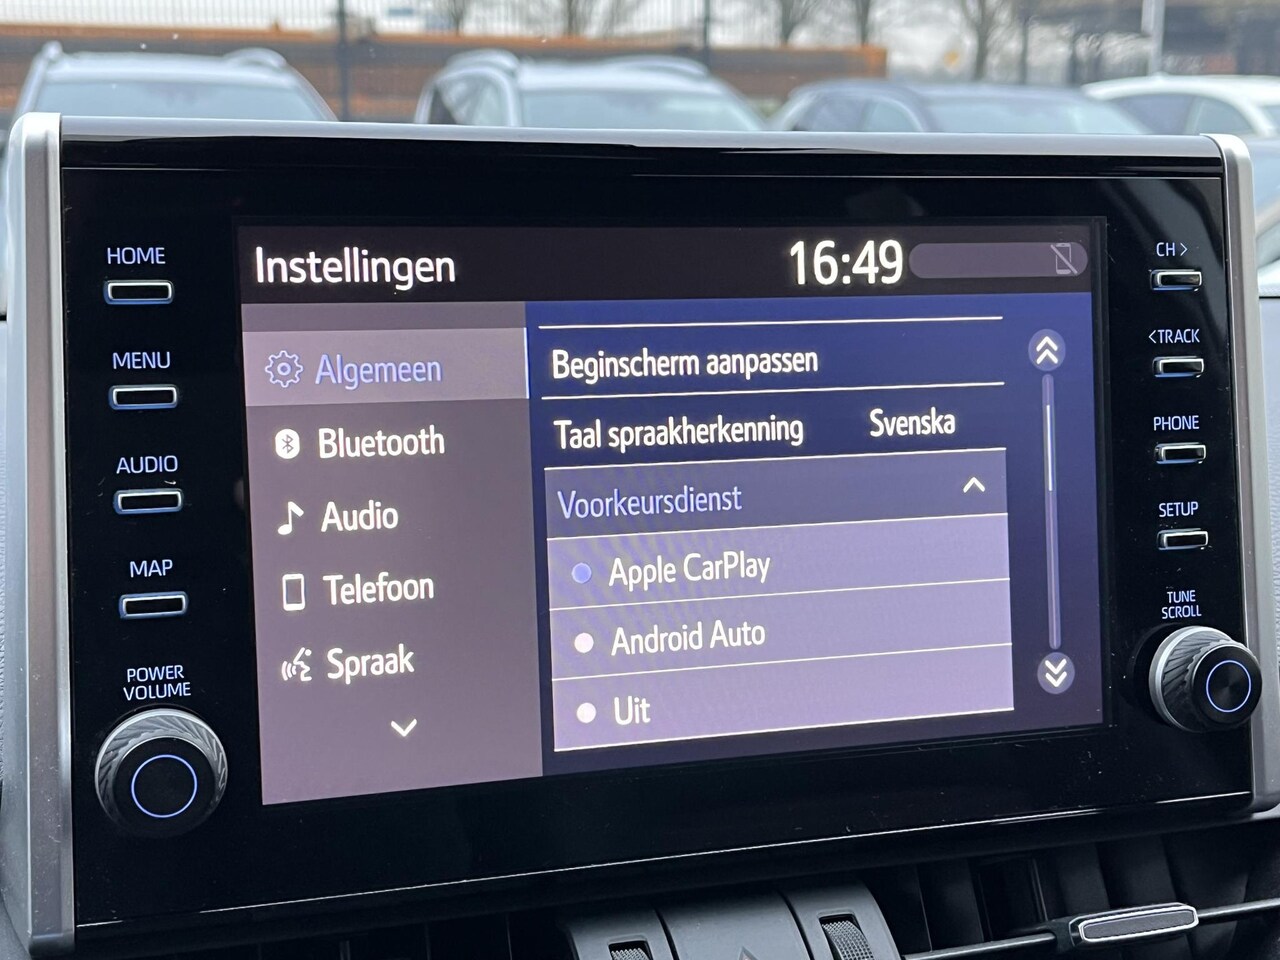 HOME
MENU
AUDIO
MAP
POWER
VOLUME
Instellingen
16:49
Algemeen
Bluetooth
Audio
Telefoon
Spraak
Beginscherm aanpassen
Taal spraakherkenning Svenska
Voorkeursdienst
Apple CarPlay
Android Auto
Uit
CH >
< TRACK
PHONE
SETUP
TUNE
SCROLL